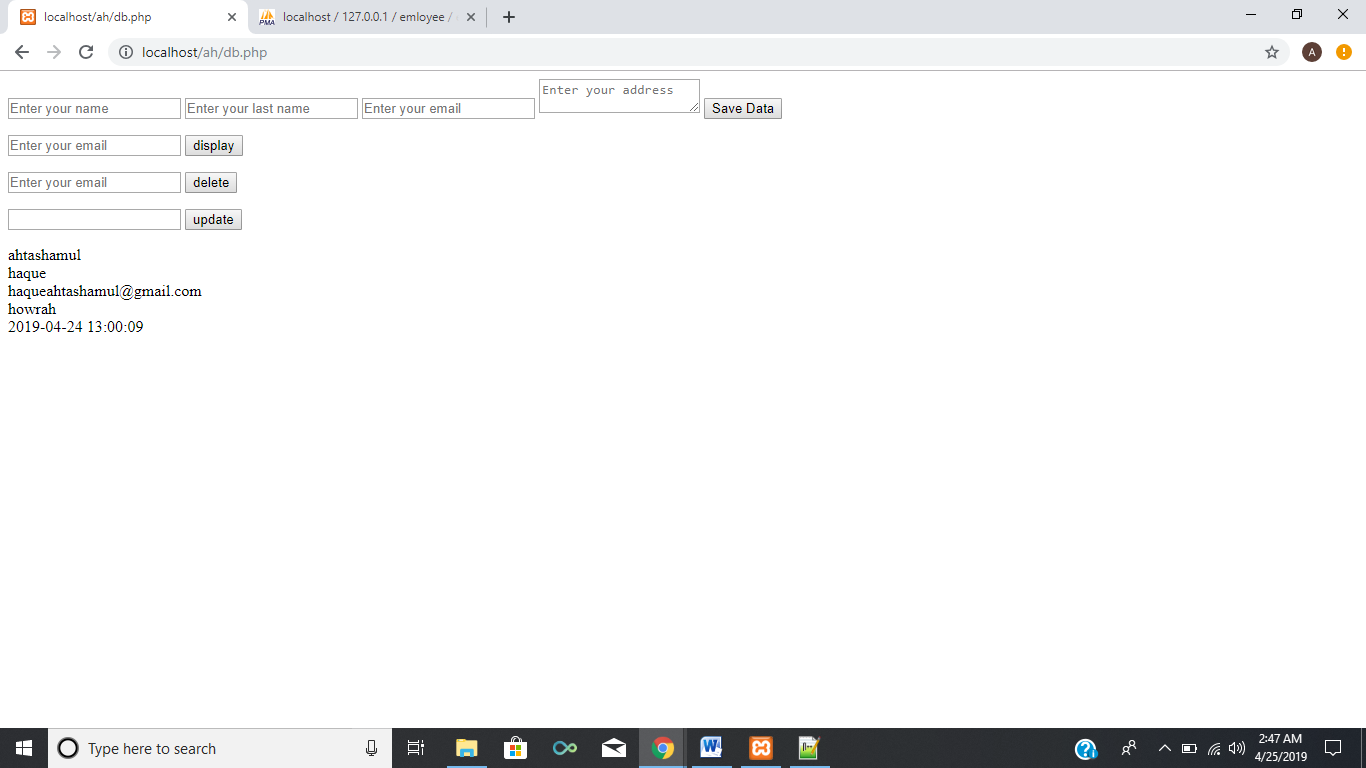 localhost/ah/db.php
localhost / 127.0.0.1 / emloyee /
localhost/ah/db.php
A
Enter your name Enter your last name Enter your email Enter your address Save Data
Enter your email display
Enter your email delete
update
ahtashamul
haque
haqueahtashamul@gmail.com
howrah
2019-04-24 13:00:09
Type here to search
2:47 AM
4/25/2019